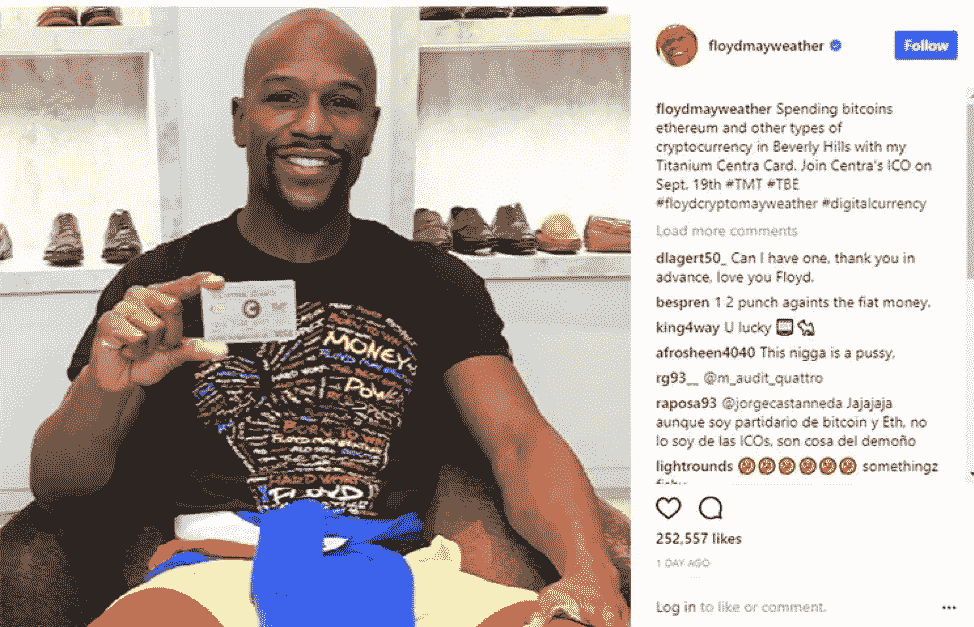 MONEY
POW
FLOYD
floydmayweather
Follow
floydmayweather Spending bitcoins
ethereum and other types of
cryptocurrency in Beverly Hills with my
Titanium Centra Card. Join Centra's ICO on
Sept. 19th #TMT #TBE
#floydcryptomayweather #digitalcurrency
Load more comments
dlagert50_ Can I have one, thank you in
advance, love you Floyd.
bespren 1 2 punch againts the fiat money.
king4way U lucky
afrosheen4040 This nigga is a pussy,
rg93__ @m_audit_quattro
raposa93 @jorgecastanneda Jajajaja
aunque soy partidario de bitcoin y Eth, no
lo soy de las ICOs, son cosa del demoño
lightrounds somethingz
252,557 likes
1 DAY AGO
Log in to like or comment.